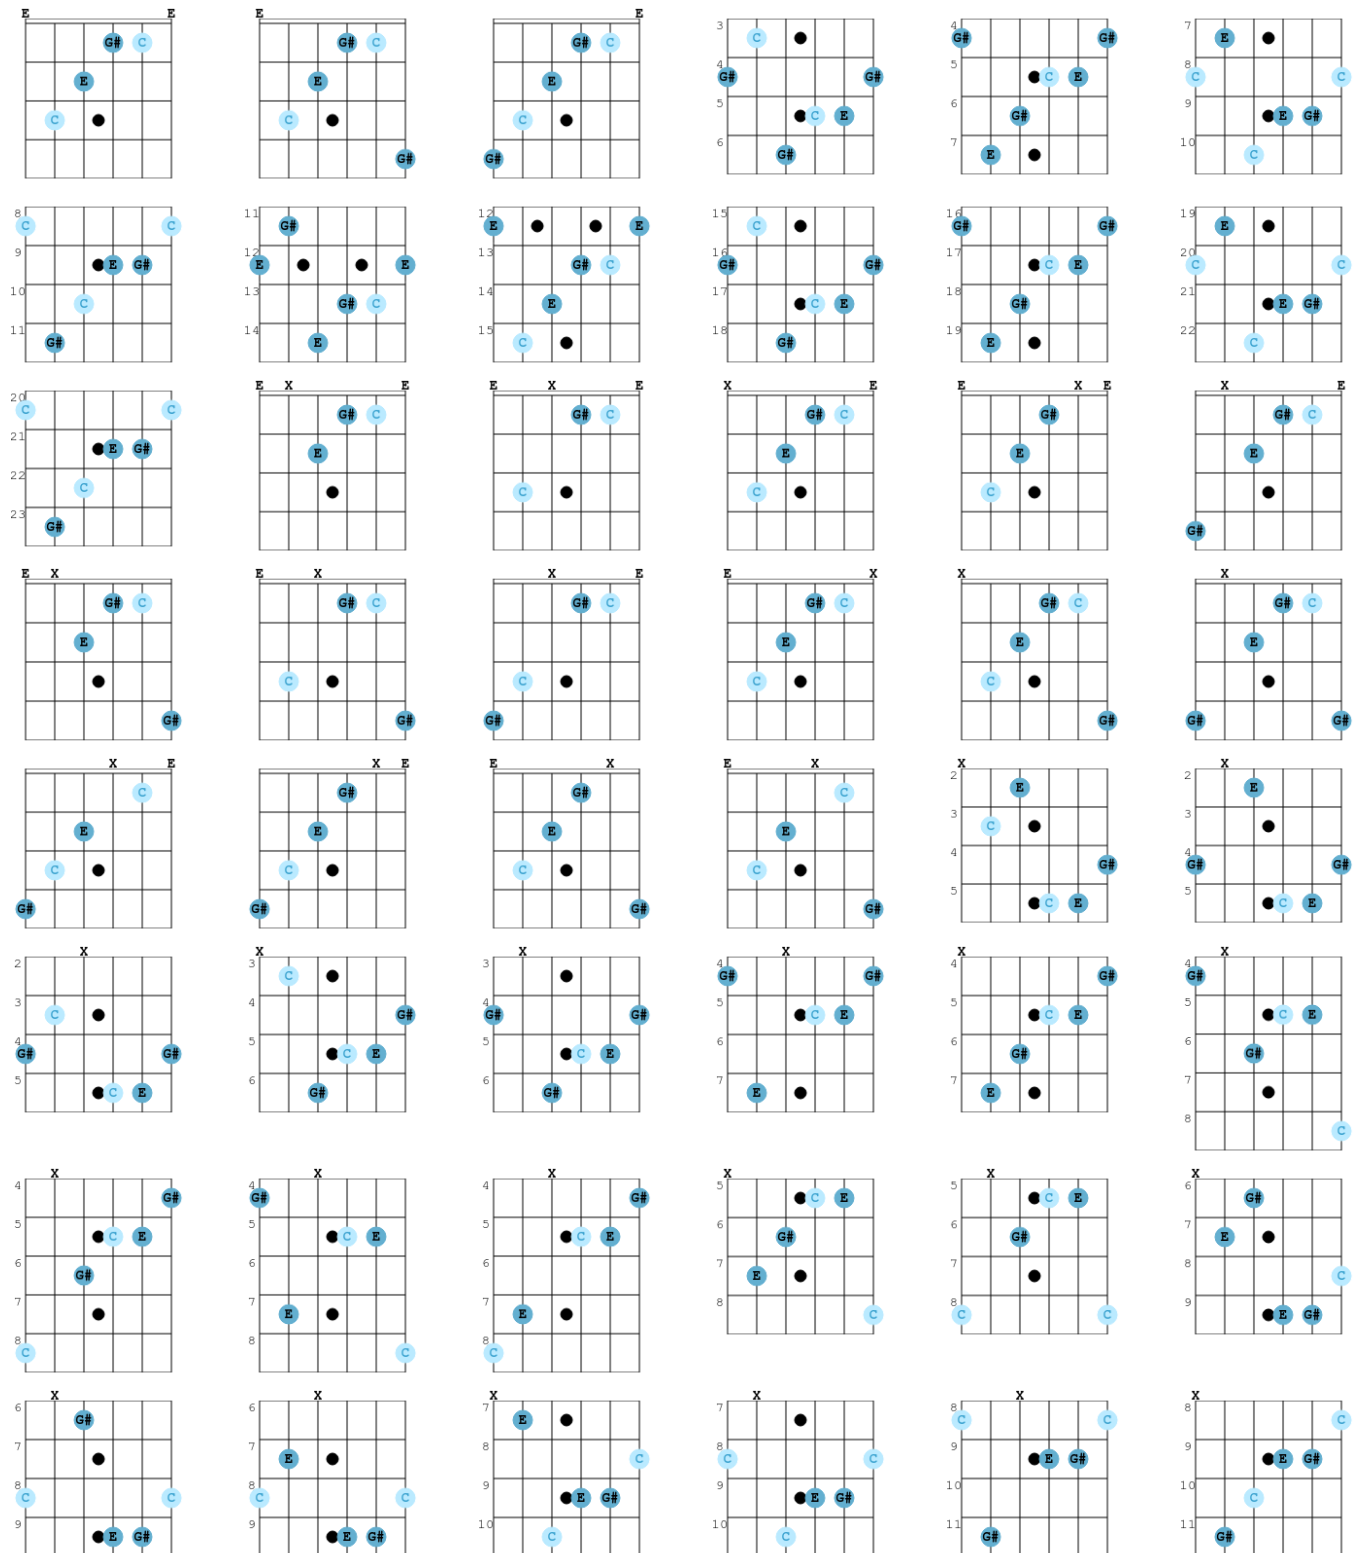 E E E E
G# C G# C G# C 3 C 4 G# G# 7 E
E E E 4 G# G# 5 C E 8 C C
C C C 5 C E 6 G# 9 E G#
G# G# 6 G# 7 E 10 C
8 C C 11 G# 12 E E 15 C 16 G# G# 19 E
9 E G# 12 E E 13 G# C 16 G# G# 17 C E 20 C C
10 C 13 G# C 14 E 17 C E 18 G# 21 E G#
11 G# 14 E 15 C 18 G# 19 E 22 C
E X E E X E X E E X E X E
20 C C G# C G# C G# C G# G# C
21 E G# E E E E E
22 C C C C
23 G# G#
E X E X X E E X X X
G# C G# C G# C G# C G# C G# C
E E E E E E
C C C C
G# G# G# G# G# G#
X E X E E X E X X X
C G# G# C 2 E 2 E
E E E E 3 C 3
C C C C 4 G# 4 G# G#
G# G# G# G# 5 C E 5 C E
X X X X X X
2 3 C 3 4 G# G# 4 G# 4 G#
3 C 4 G# 4 G# G# 5 C E 5 C E 5 C E
4 G# G# 5 C E 5 C E 6 6 G# 6 G#
5 C E 6 G# 6 G# 7 E 7 E 7
8 C
X X X X X X
4 G# 4 G# 4 G# 5 C E 5 C E 6 G#
5 C E 5 C E 5 C E 6 G# 6 G# 7 E
6 G# 6 6 7 E 7 8 C
7 7 E 7 E 8 C 8 C C 9 E G#
8 C 8 C 8 C
X X X X X X
6 G# 6 7 E 7 8 C C 8 C
7 7 E 8 C 8 C C 9 E G# 9 E G#
8 C C 8 C C 9 E G# 9 E G# 10 10 C
9 E G# 9 E G# 10 C 10 C 11 G# 11 G#